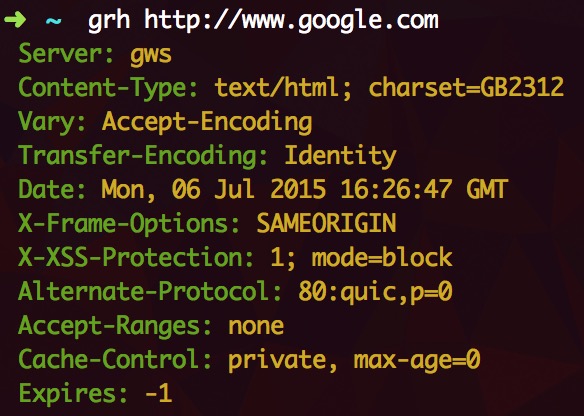 ➜ ~ grh http://www.google.com
Server: gws
Content-Type: text/html; charset=GB2312
Vary: Accept-Encoding
Transfer-Encoding: Identity
Date: Mon, 06 Jul 2015 16:26:47 GMT
X-Frame-Options: SAMEORIGIN
X-XSS-Protection: 1; mode=block
Alternate-Protocol: 80:quic,p=0
Accept-Ranges: none
Cache-Control: private, max-age=0
Expires: -1